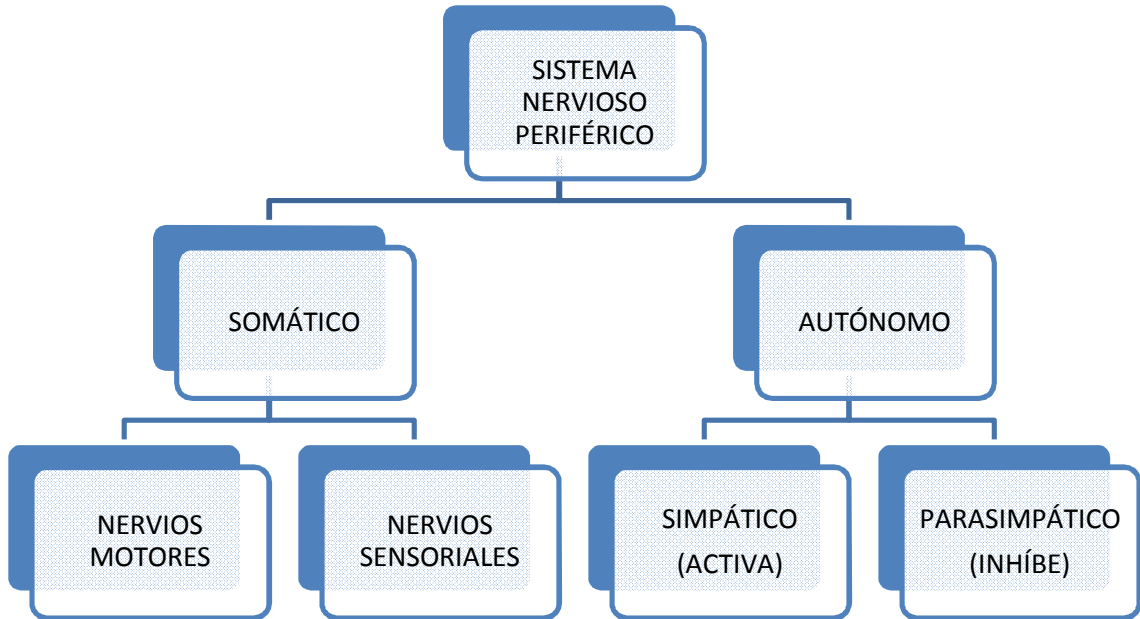 SISTEMA
NERVIOSO
PERIFÉRICO
SOMÁTICO
AUTÓNOMO
NERVIOS
MOTORES
NERVIOS
SENSORIALES
SIMPÁTICO
(ACTIVA)
PARASIMPÁTICO
(INHÍBE)